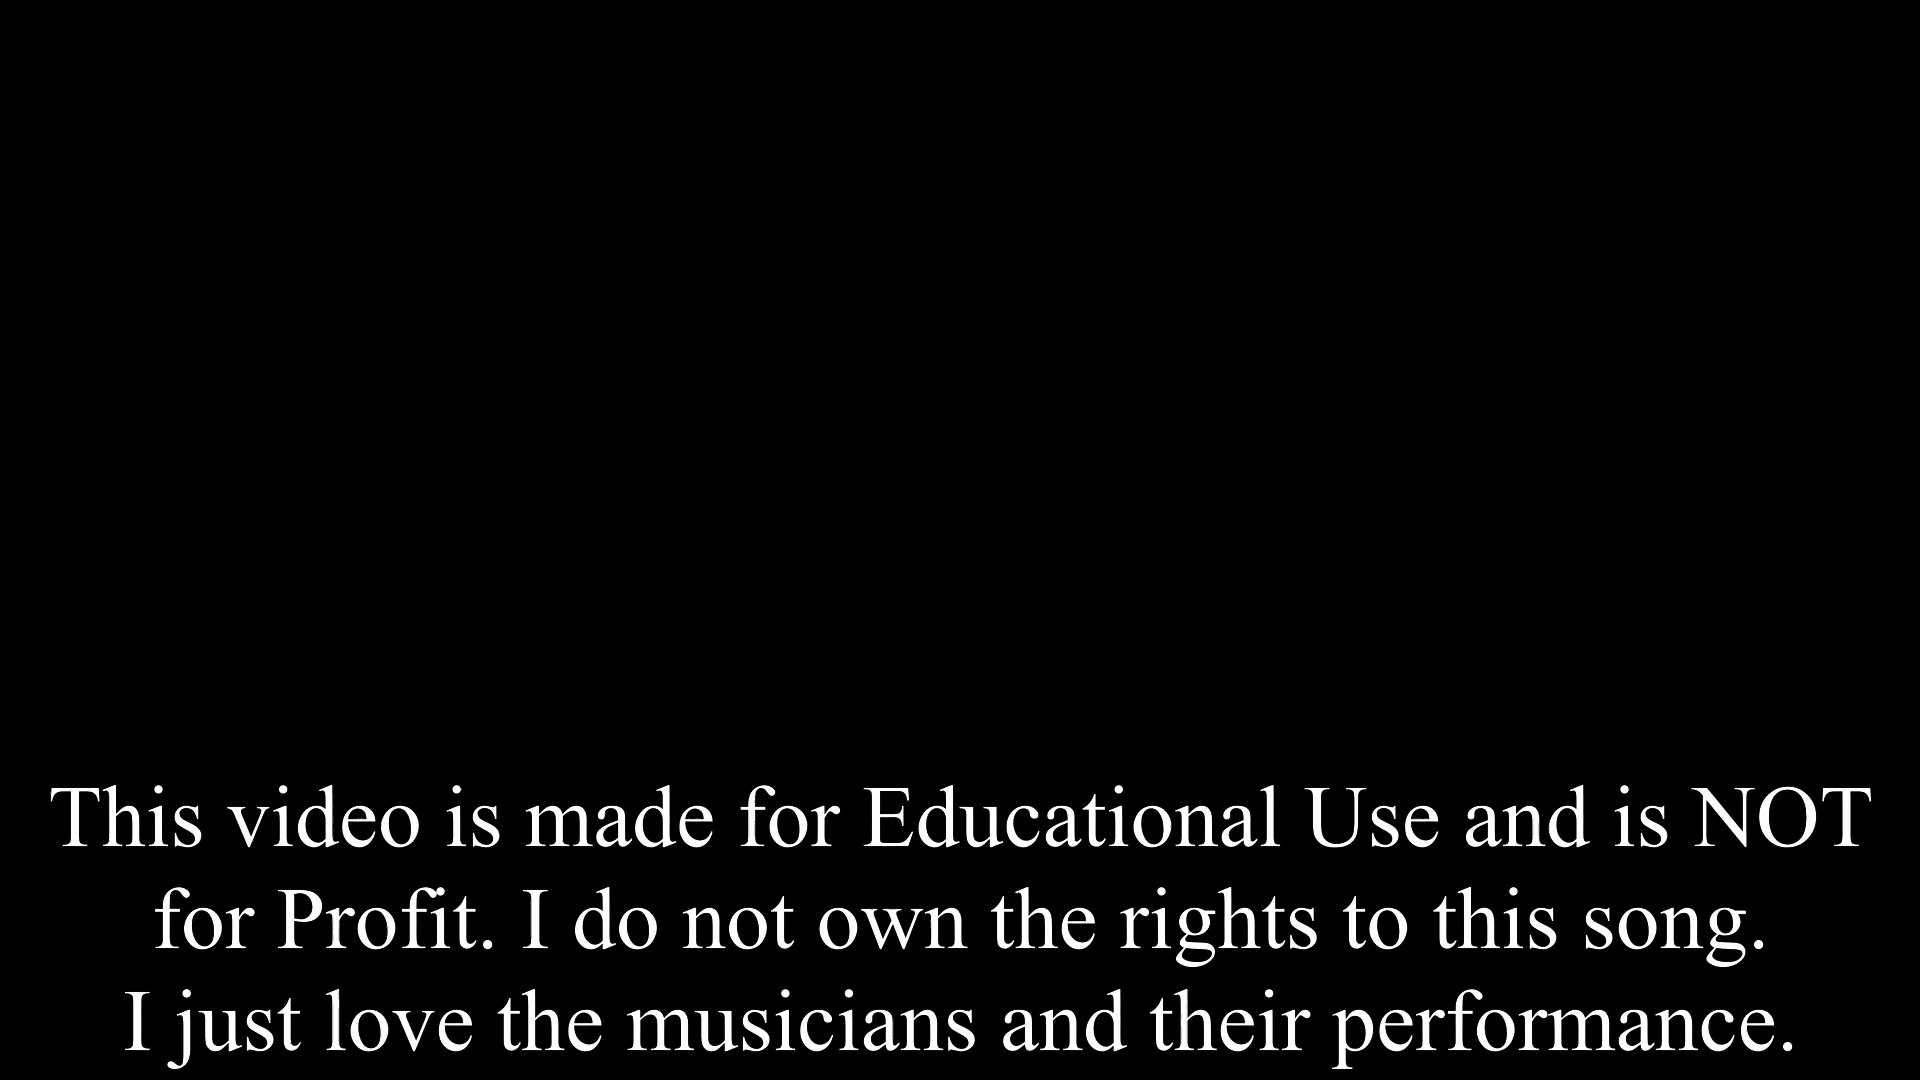 This video is made for Educational Use and is NOT
for Profit. I do not own the rights to this song.
I just love the musicians and their performance.